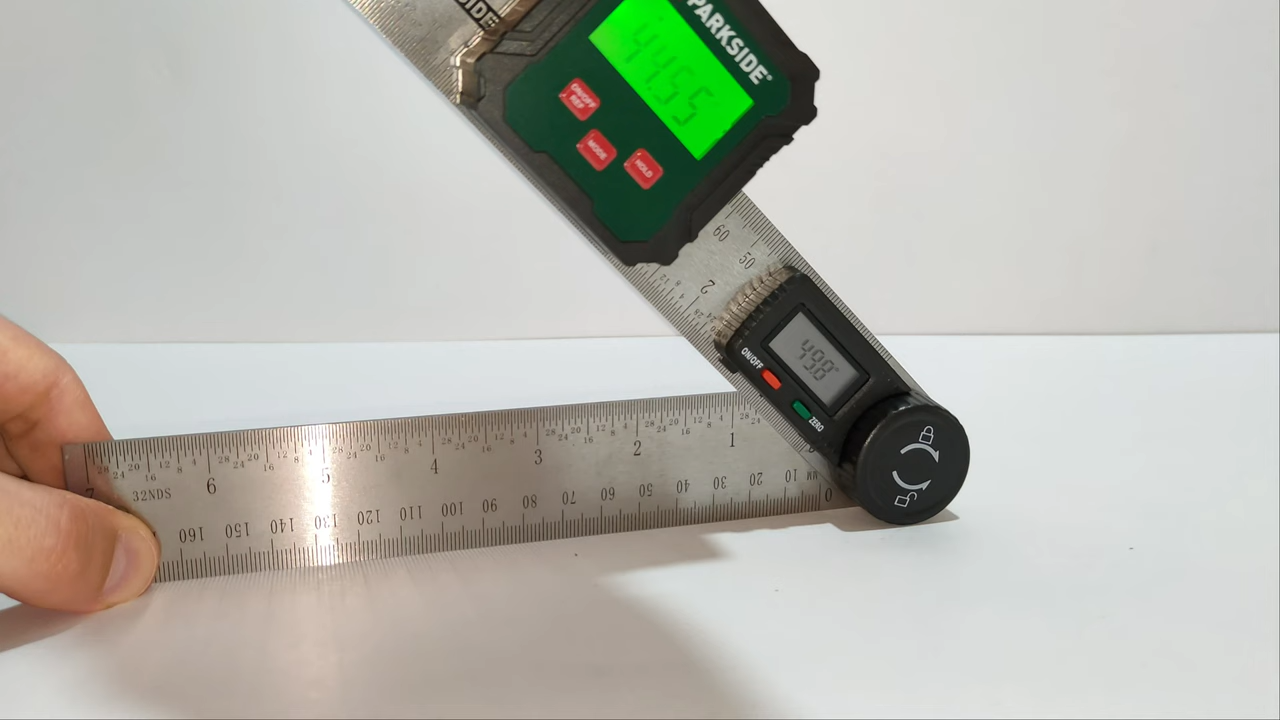 PARKSIDE®
44.55
ON/OFF
REF
MODE
HOLD
60
50
2
49.8°
ON/OFF
ZERO
7 6 5 4 3 2 1
32NDS
160 150 140 130 120 110 100 90 80 70 60 50 40 30 20 10 MM 0